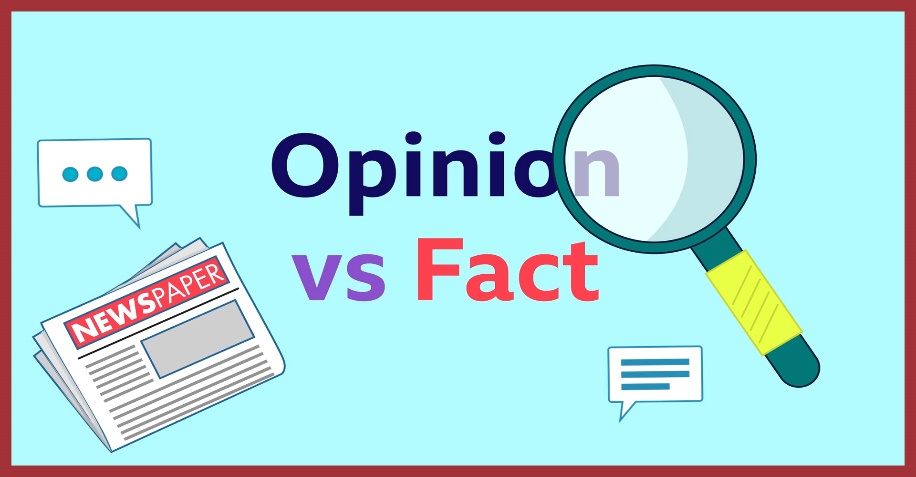 Opinion
vs Fact
NEWSPAPER